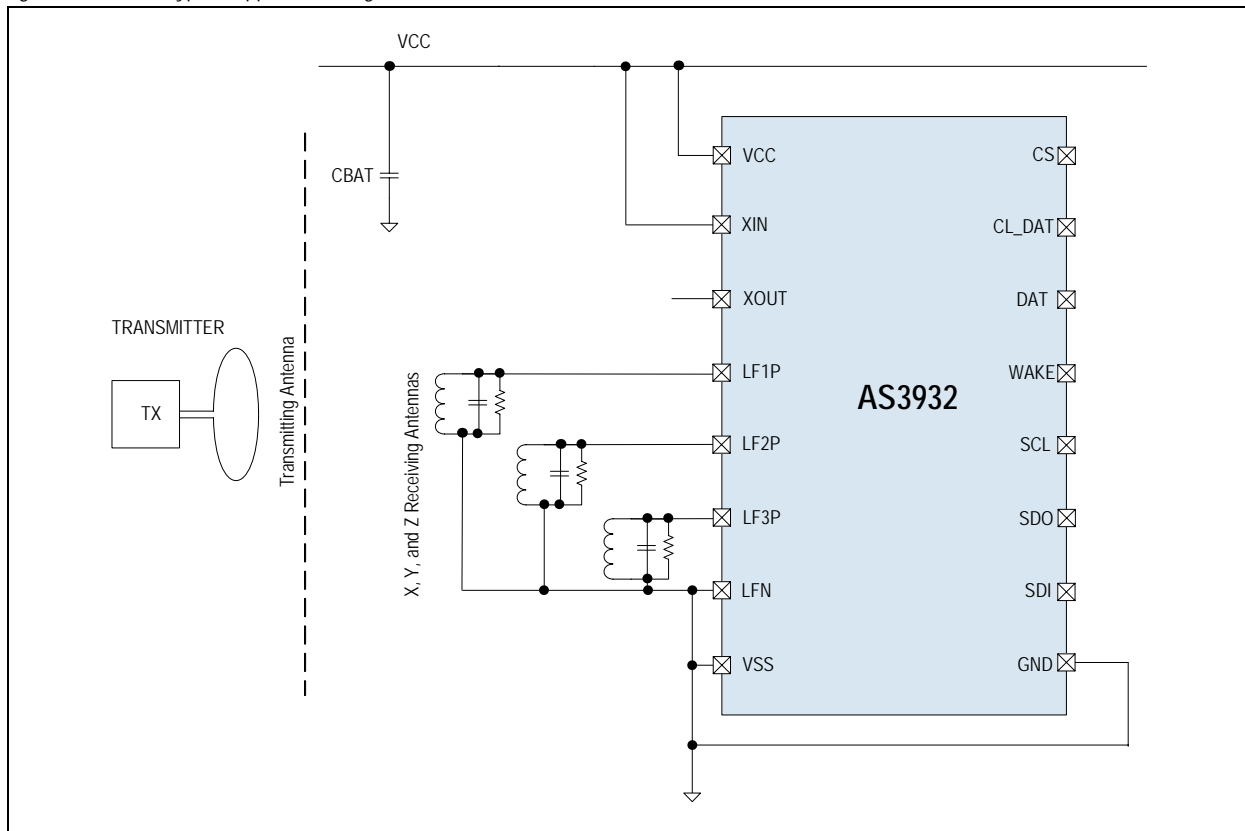 VCC
CBAT
TRANSMITTER
TX
Transmitting Antenna
X, Y, and Z Receiving Antennas
AS3932
VCC
XIN
XOUT
LF1P
LF2P
LF3P
LFN
VSS
CS
CL_DAT
DAT
WAKE
SCL
SDO
SDI
GND